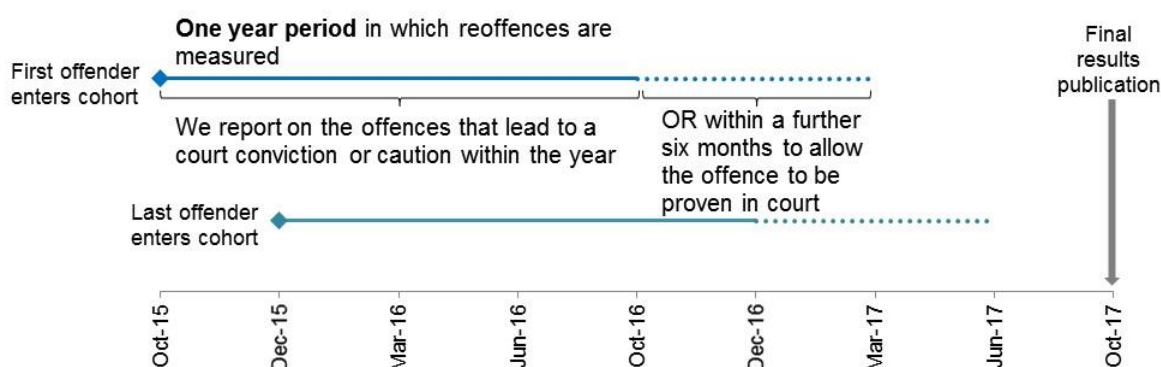 One year period in which reoffences are
measured
First offender
enters cohort
We report on the offences that lead to a
court conviction or caution within the year
OR within a further
six months to allow
the offence to be
proven in court
Final
results
publication
Last offender
enters cohort
Oct-15
Dec-15
Mar-16
Jun-16
Oct-16
Dec-16
Mar-17
Jun-17
Oct-17